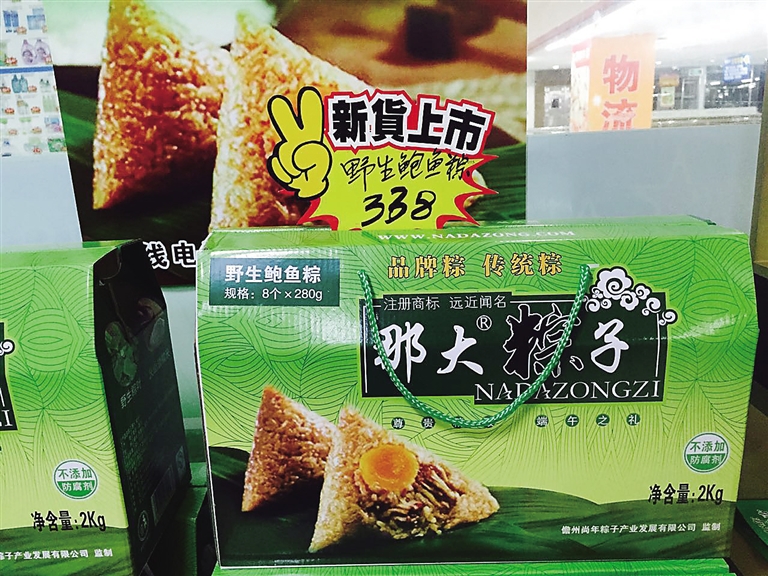 物流
新貨上市
野生鲍鱼粽
338
线电
WWW.NADAZONG.COM
野生鲍鱼粽
规格：8个×280g
品牌粽 传统粽
注册商标 远近闻名
那大®粽子
NADAZONGZI
尊贵 端午之礼
不添加
防腐剂
净含量:2Kg
儋州尚年粽子产业发展有限公司 监制
ZI
不添加
防腐剂
净含量:2Kg
粽子产业发展有限公司 监制